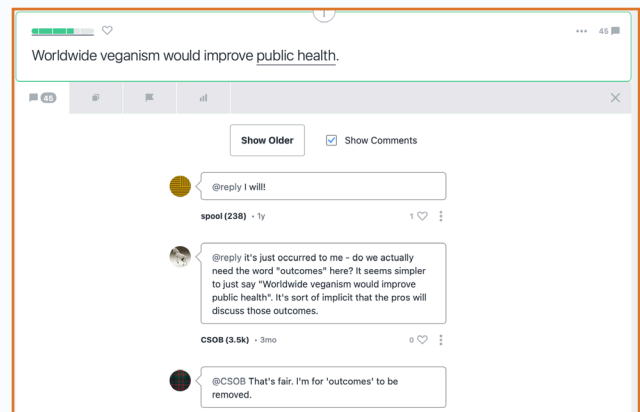 45
Worldwide veganism would improve public health.
45
Show Older
Show Comments
@reply I will!
spool (238) • 1y
1
@reply it's just occurred to me - do we actually
need the word "outcomes" here? It seems simpler
to just say "Worldwide veganism would improve
public health". It's sort of implicit that the pros will
discuss those outcomes.
CSOB (3.5k) • 3mo
0
@CSOB That's fair. I'm for 'outcomes' to be
removed.